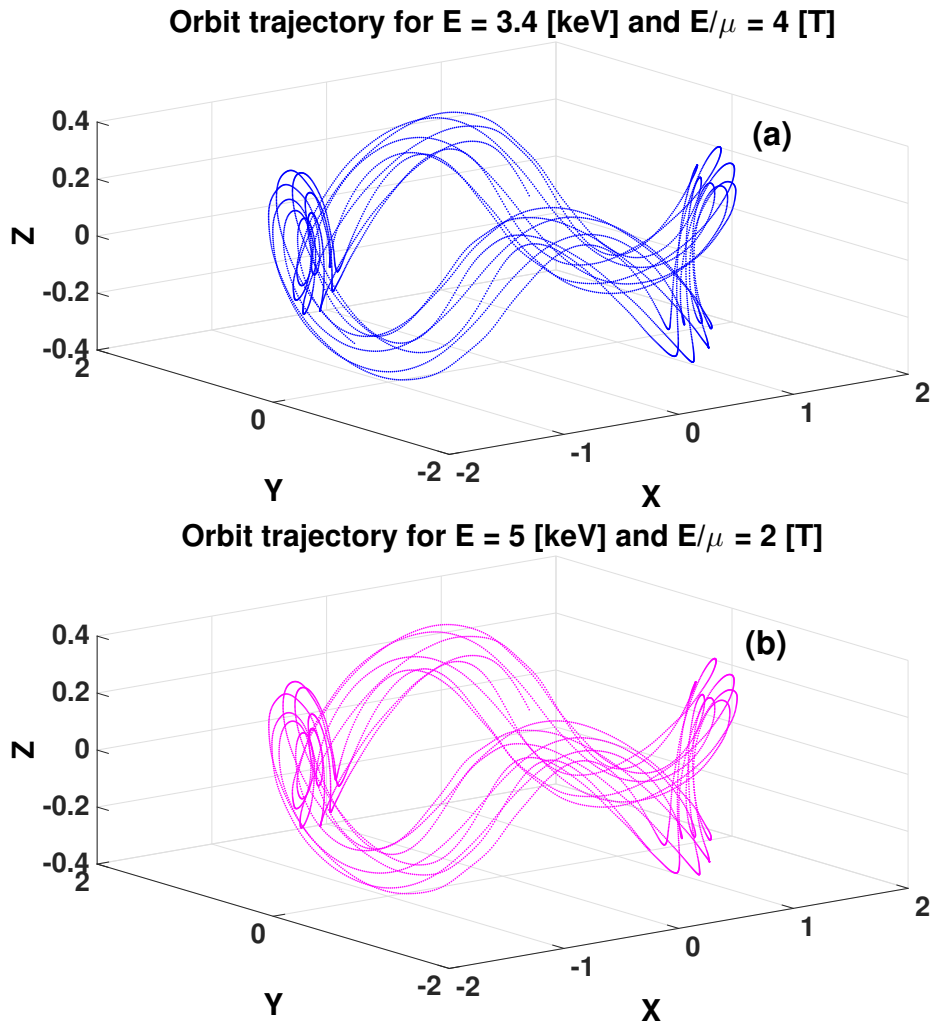 Orbit trajectory for E = 3.4 [keV] and E/μ = 4 [T]
(a)
0.4
0.2
0
-0.2
-0.4
Z
2
0
-2
Y
-2
-1
0
1
2
X
Orbit trajectory for E = 5 [keV] and E/μ = 2 [T]
(b)
0.4
0.2
0
-0.2
-0.4
Z
2
0
-2
Y
-2
-1
0
1
2
X